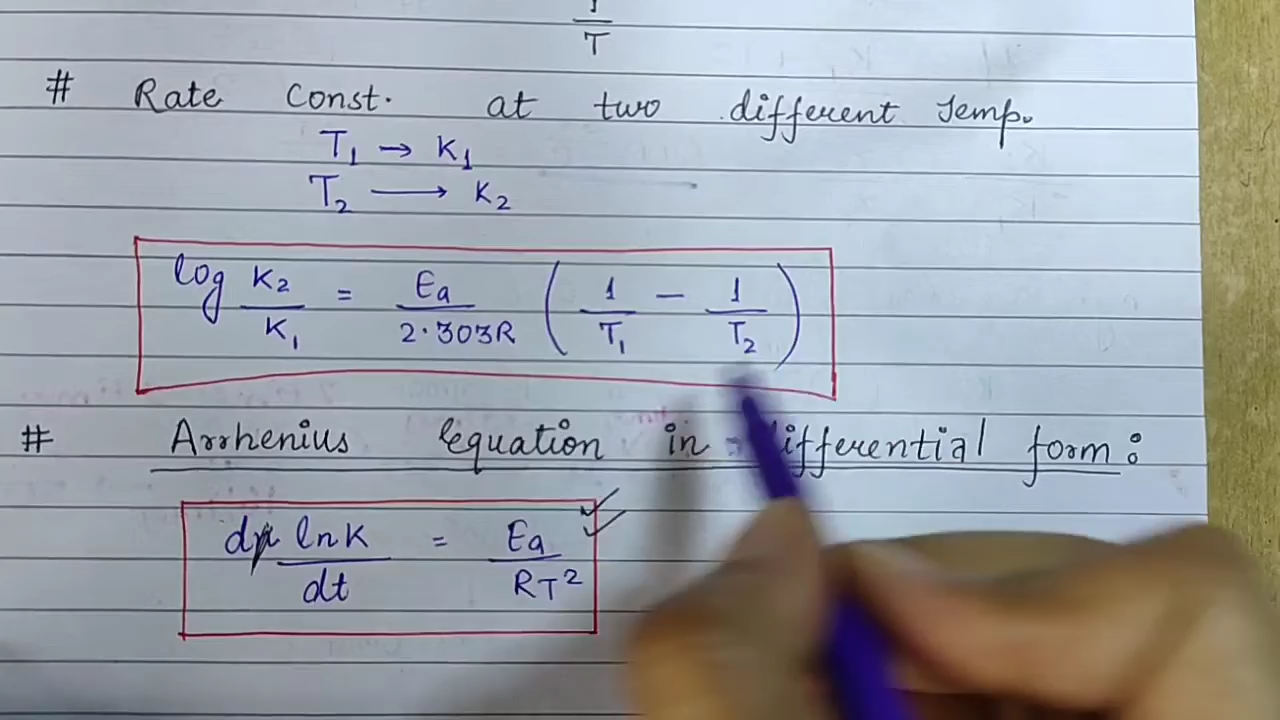 1
T
# Rate Const. at two different Temp.
T₁ → K₁
T₂ ⟶ K₂
log K₂/K₁ = Ea/2.303R (1/T₁ − 1/T₂)
# Arrhenius Equation in differential form:
d lnK/dt = Ea/RT²